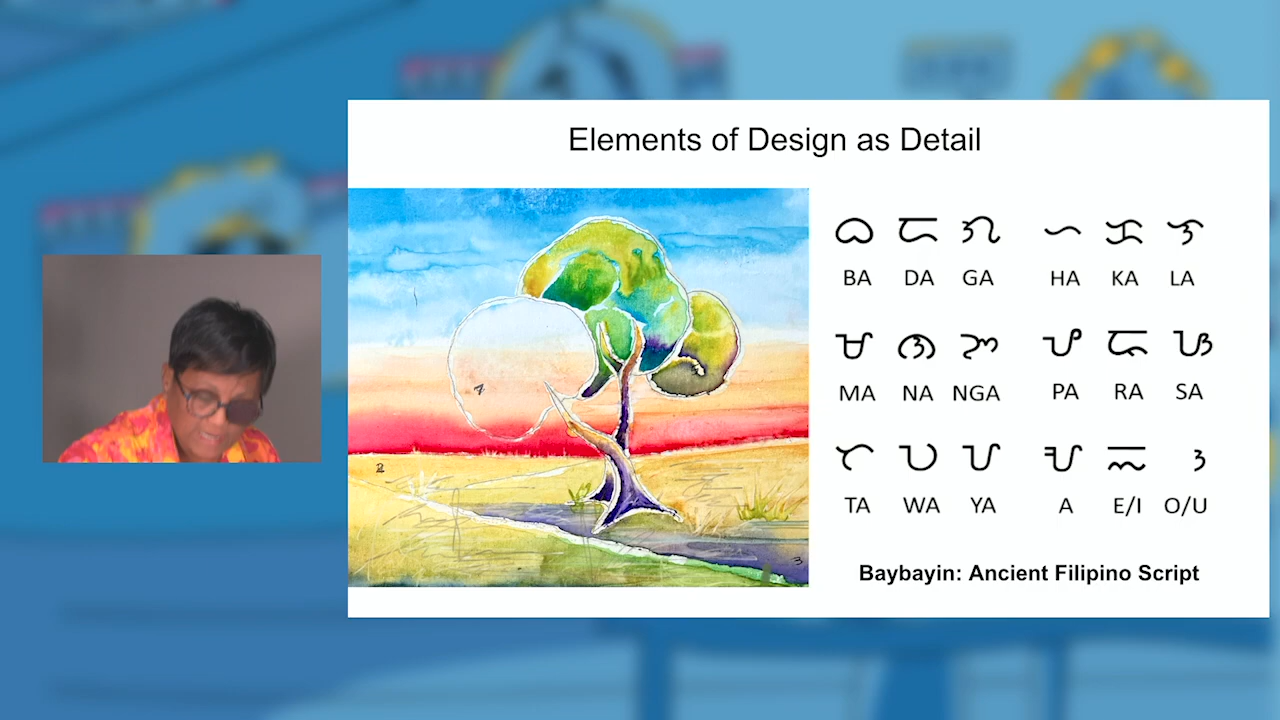 Elements of Design as Detail
ᜊ ᜇ ᜄ ᜑ ᜃ ᜎ
BA DA GA HA KA LA
ᜋ ᜈ ᜅ ᜉ ᜍ ᜐ
MA NA NGA PA RA SA
ᜆ ᜏ ᜌ ᜀ ᜁ ᜂ
TA WA YA A E/I O/U
Baybayin: Ancient Filipino Script